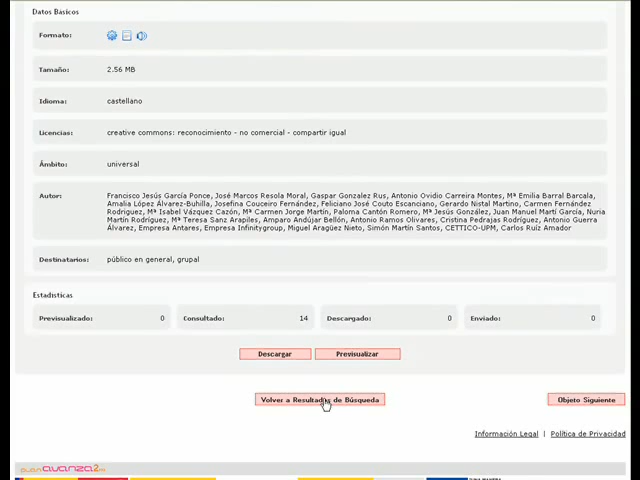 Datos Básicos
Formato:
Tamaño: 2.56 MB
Idioma: castellano
Licencias: creative commons: reconocimiento - no comercial - compartir igual
Ámbito: universal
Autor: Francisco Jesús García Ponce, José Marcos Resola Moral, Gaspar Gonzalez Rus, Antonio Ovidio Carreira Montes, Mª Emilia Barral Barcala,
Amalia López Álvarez-Buhilla, Josefina Couceiro Fernández, Feliciano José Couto Escanciano, Gerardo Nistal Martino, Carmen Fernández
Rodríguez, Mª Isabel Vázquez Cazón, Mª Carmen Jorge Martín, Paloma Cantón Romero, Mª Jesús González, Juan Manuel Martí García, Nuria
Martín Rodríguez, Mª Teresa Sanz Arapiles, Amparo Andújar Bellón, Antonio Ramos Olivares, Cristina Pedrajas Rodríguez, Antonio Guerra
Álvarez, Empresa Antares, Empresa Infinitygroup, Miguel Aragüez Nieto, Simón Martín Santos, CETTICO-UPM, Carlos Ruíz Amador
Destinatarios: público en general, grupal
Estadísticas
Previsualizado: 0 Consultado: 14 Descargado: 0 Enviado: 0
Descargar Previsualizar
Volver a Resultados de Búsqueda Objeto Siguiente
Información Legal | Política de Privacidad
plan avanza2